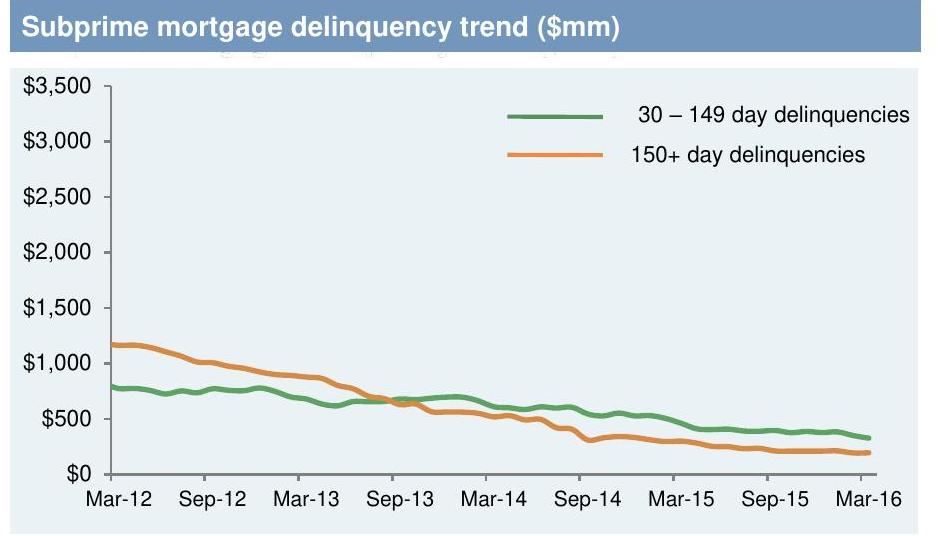 Subprime mortgage delinquency trend ($mm)
$3,500
30 – 149 day delinquencies
$3,000
150+ day delinquencies
$2,500
$2,000
$1,500
$1,000
$500
$0
Mar-12 Sep-12 Mar-13 Sep-13 Mar-14 Sep-14 Mar-15 Sep-15 Mar-16